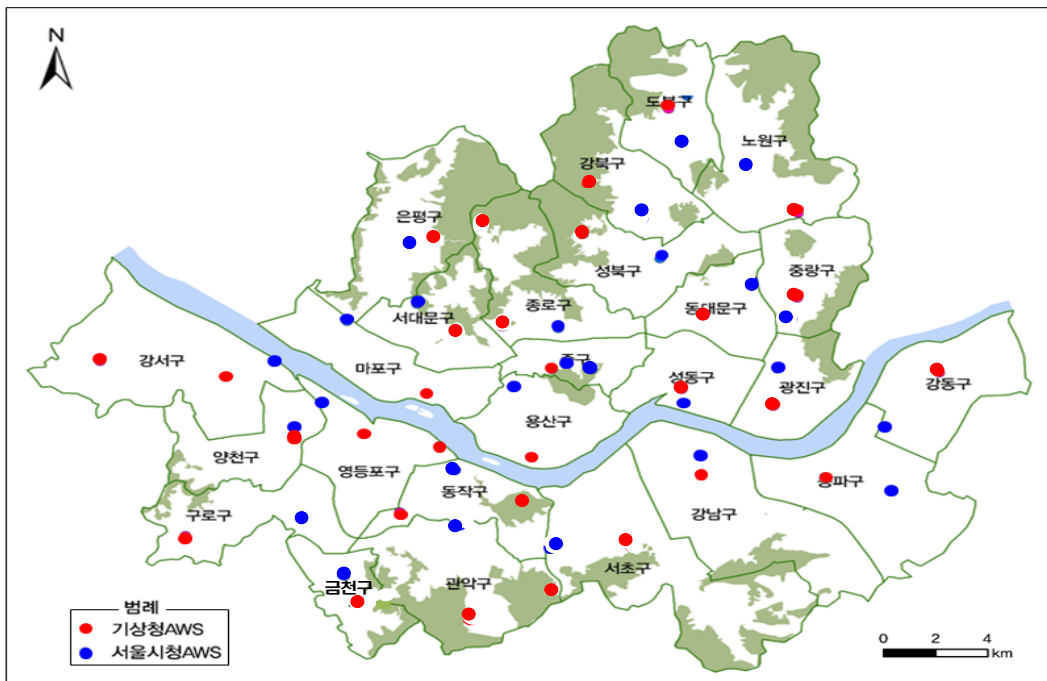 N
도봉구
노원구
강북구
은평구
성북구
중랑구
종로구
동대문구
서대문구
강서구
마포구
중구
성동구
광진구
강동구
용산구
양천구
영등포구
송파구
동작구
구로구
강남구
서초구
관악구
금천구
범례
기상청AWS
서울시청AWS
0 2 4
km